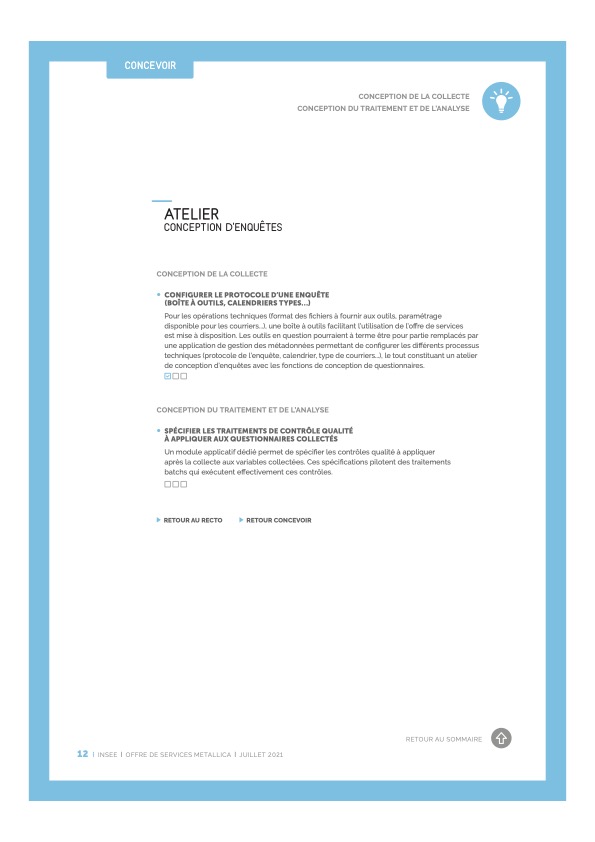 CONCEVOIR
CONCEPTION DE LA COLLECTE
CONCEPTION DU TRAITEMENT ET DE L'ANALYSE
ATELIER
CONCEPTION D'ENQUÊTES
CONCEPTION DE LA COLLECTE
• CONFIGURER LE PROTOCOLE D'UNE ENQUÊTE
(BOÎTE À OUTILS, CALENDRIERS TYPES...)
Pour les opérations techniques (format des fichiers à fournir aux outils, paramétrage
disponible pour les courriers...), une boîte à outils facilitant l'utilisation de l'offre de services
est mise à disposition. Les outils en question pourraient à terme être pour partie remplacés par
une application de gestion des métadonnées permettant de configurer les différents processus
techniques (protocole de l'enquête, calendrier, type de courriers...), le tout constituant un atelier
de conception d'enquêtes avec les fonctions de conception de questionnaires.
CONCEPTION DU TRAITEMENT ET DE L'ANALYSE
• SPÉCIFIER LES TRAITEMENTS DE CONTRÔLE QUALITÉ
À APPLIQUER AUX QUESTIONNAIRES COLLECTÉS
Un module applicatif dédié permet de spécifier les contrôles qualité à appliquer
après la collecte aux variables collectées. Ces spécifications pilotent des traitements
batchs qui exécutent effectivement ces contrôles.
RETOUR AU RECTO RETOUR CONCEVOIR
RETOUR AU SOMMAIRE
12 I INSEE I OFFRE DE SERVICES METALLICA I JUILLET 2021